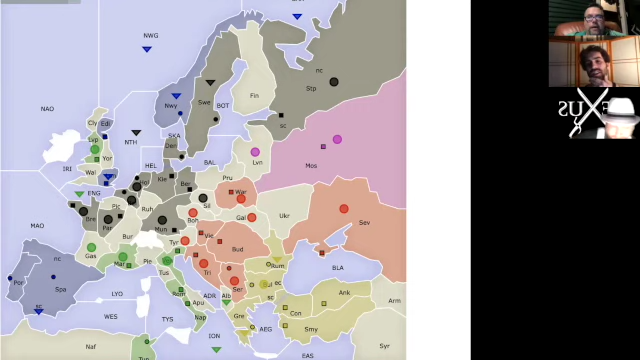 BAR
NWG
nc
Stp
NAO
Nwy
Swe
BOT
Fin
sc
Cly
Edi
SKA
NTH
Den
Lvp
Yor
Lvn
Mos
IRI
HEL
BAL
Wal
Kie
Ber
Pru
War
ENG
Hol
Pic
Ruh
Sil
Ukr
Bre
Par
Boh
Gal
Sev
MAO
Bur
Mun
Tyr
Vie
Bud
nc
Gas
Mar
Pie
Tri
Rum
BLA
Tus
Por
Spa
Ser
Bul
ec
LYO
Rom
ADR
Alb
sc
Ank
Arm
sc
WES
Apu
Con
TYS
Nap
Gre
AEG
Smy
ION
Naf
Tun
EAS
Syr